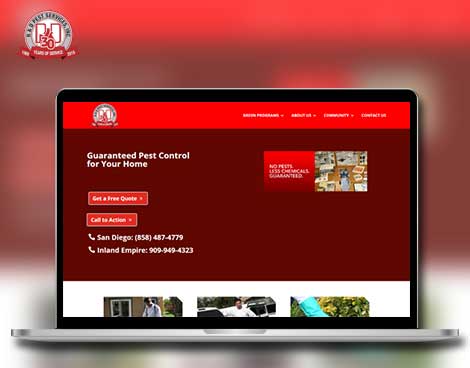 PEST SERVICES, INC.
30
YEARS OF SERVICE
GREEN PROGRAMS
ABOUT US
COMMUNITY
CONTACT US
Guaranteed Pest Control
for Your Home
NO PESTS.
LESS CHEMICALS.
GUARANTEED.
Get a Free Quote >
Call to Action >
San Diego: (858) 487-4779
Inland Empire: 909-949-4323